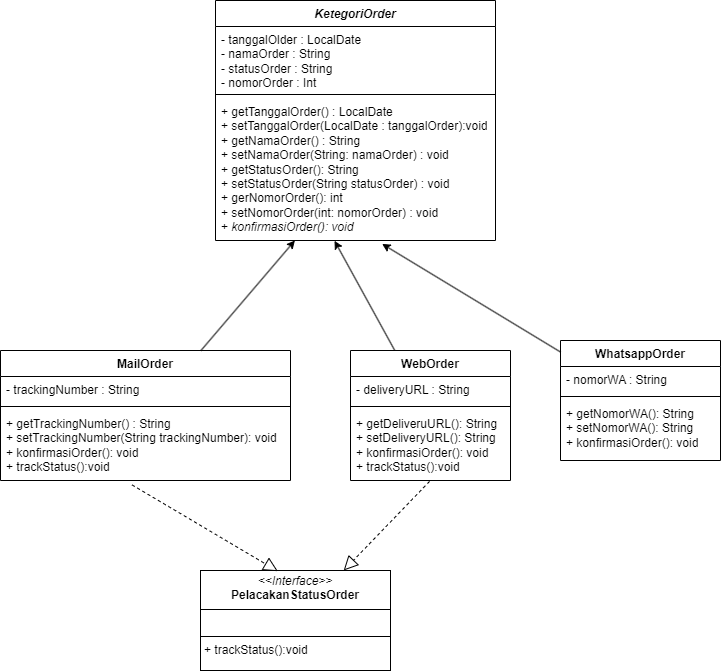 KetegoriOrder
- tanggalOlder : LocalDate
- namaOrder : String
- statusOrder : String
- nomorOrder : Int
+ getTanggalOrder() : LocalDate
+ setTanggalOrder(LocalDate : tanggalOrder):void
+ getNamaOrder() : String
+ setNamaOrder(String: namaOrder) : void
+ getStatusOrder(): String
+ setStatusOrder(String statusOrder) : void
+ gerNomorOrder(): int
+ setNomorOrder(int: nomorOrder) : void
+ konfirmasiOrder(): void
MailOrder
- trackingNumber : String
+ getTrackingNumber() : String
+ setTrackingNumber(String trackingNumber): void
+ konfirmasiOrder(): void
+ trackStatus():void
WebOrder
- deliveryURL : String
+ getDeliveruURL(): String
+ setDeliveryURL(): String
+ konfirmasiOrder(): void
+ trackStatus():void
WhatsappOrder
- nomorWA : String
+ getNomorWA(): String
+ setNomorWA(): String
+ konfirmasiOrder(): void
<<Interface>>
PelacakanStatusOrder
+ trackStatus():void